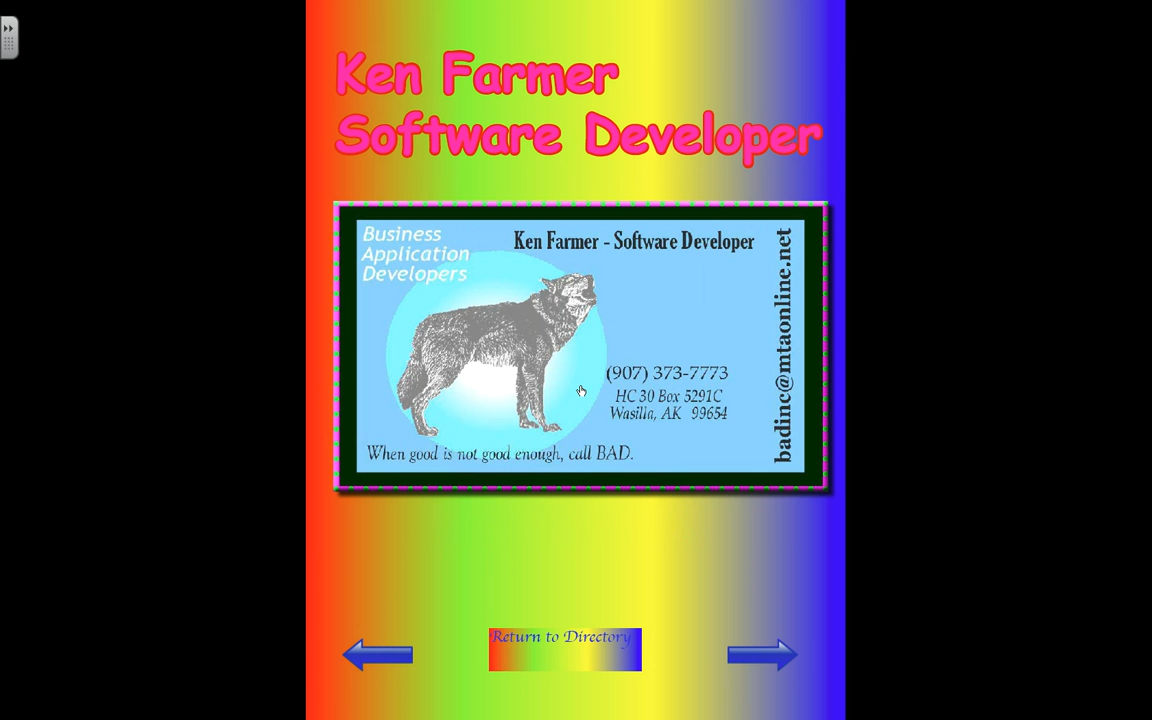 Ken Farmer
Software Developer
Business
Application
Developers
Ken Farmer - Software Developer
badinc@mtaonline.net
(907) 373-7773
HC 30 Box 5291C
Wasilla, AK 99654
When good is not good enough, call BAD.
Return to Directory